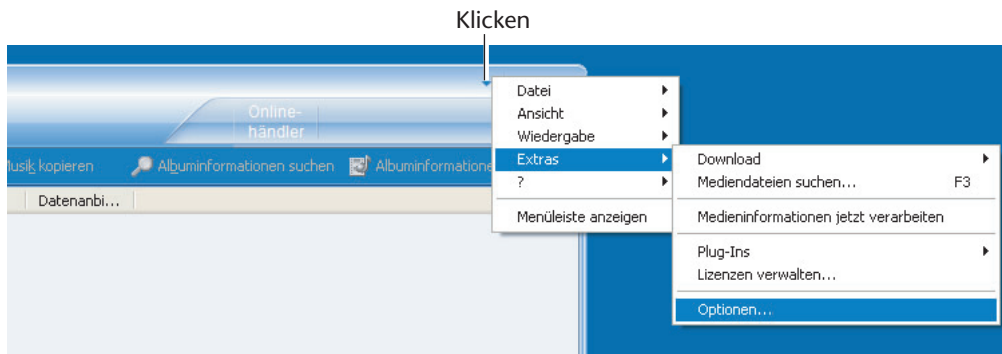 Klicken
Online-
händler
Musik kopieren
Albuminformationen suchen
Albuminformatione
Datenanbi...
Datei
Ansicht
Wiedergabe
Extras
?
Menüleiste anzeigen
Download
Mediendateien suchen... F3
Medieninformationen jetzt verarbeiten
Plug-Ins
Lizenzen verwalten...
Optionen...